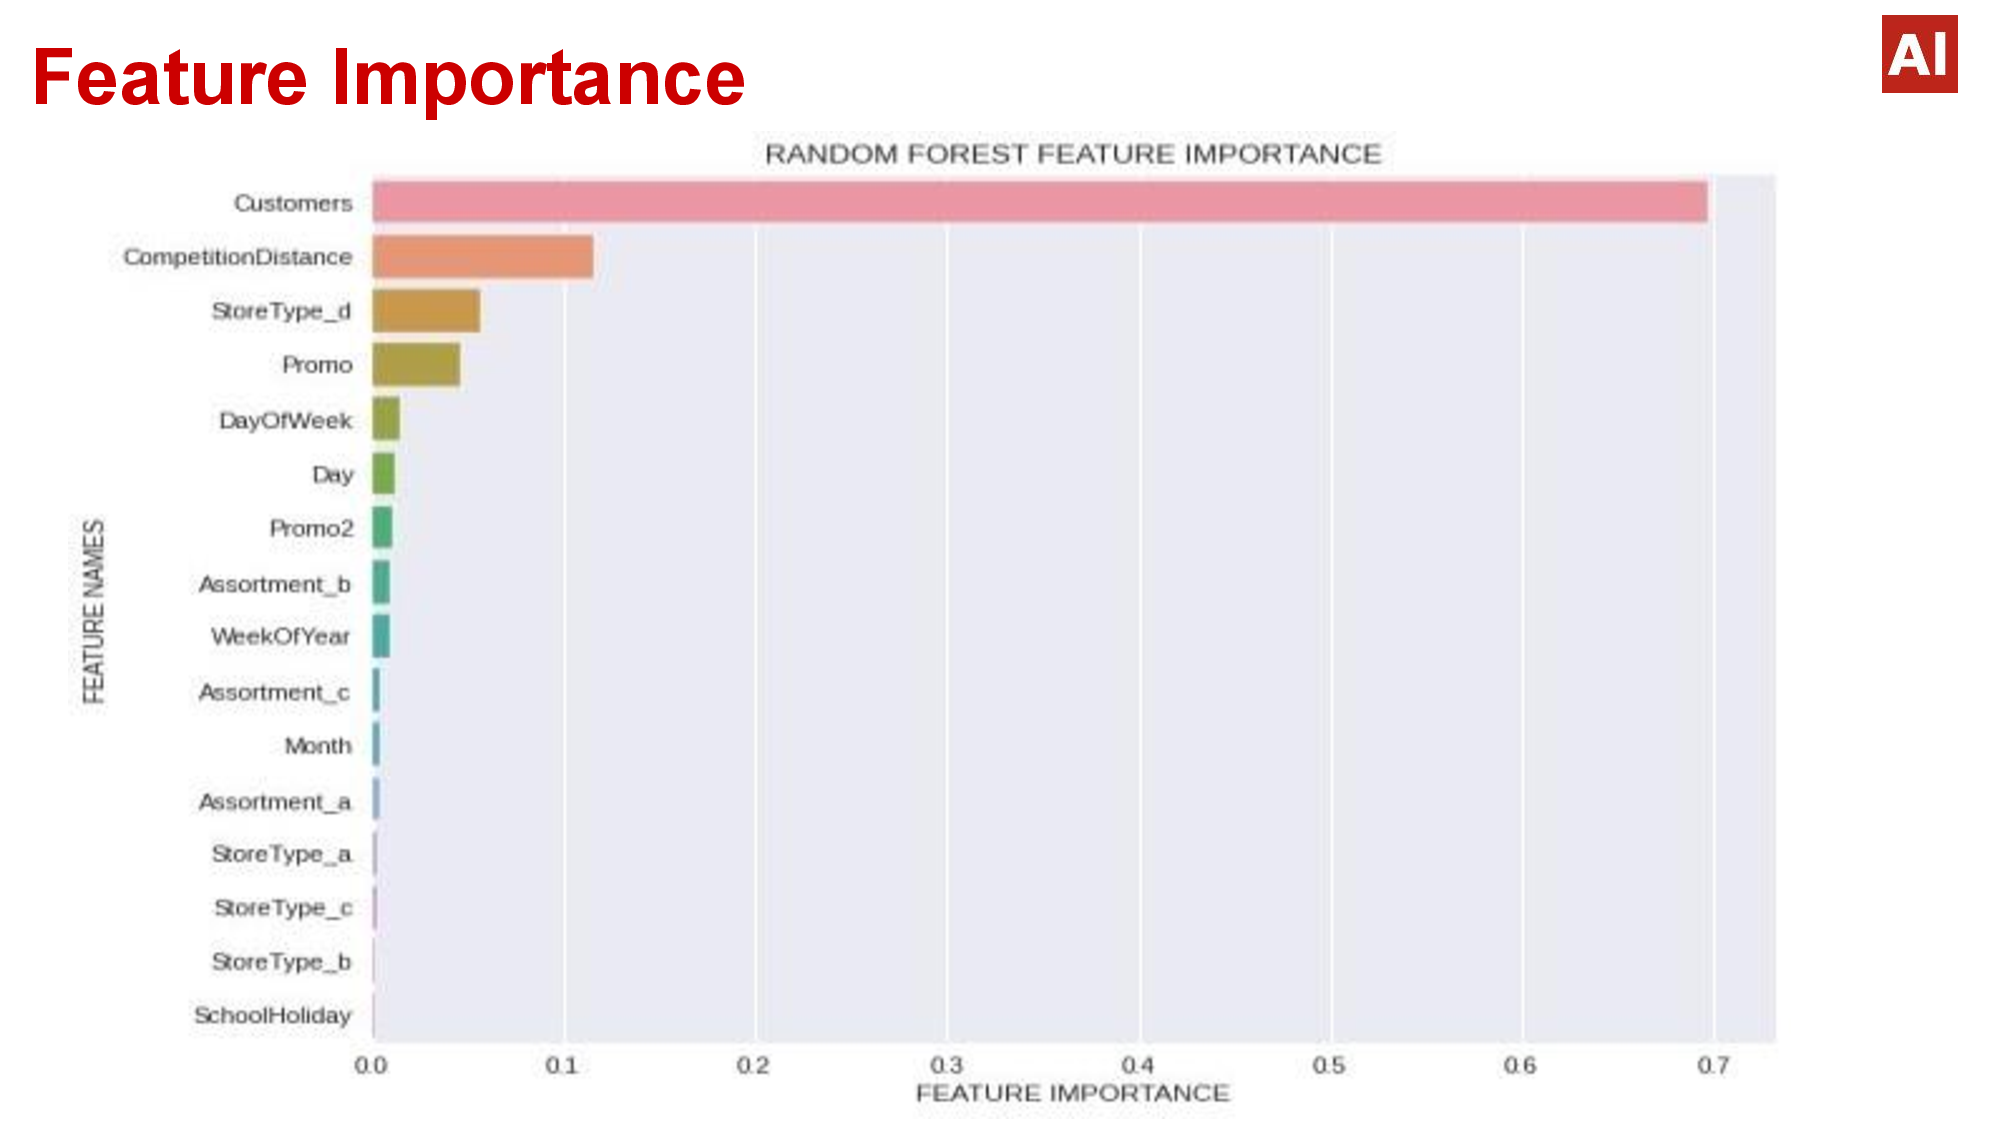 Feature Importance
AI
RANDOM FOREST FEATURE IMPORTANCE
Customers
CompetitionDistance
StoreType_d
Promo
DayOfWeek
Day
Promo2
Assortment_b
WeekOfYear
Assortment_c
Month
Assortment_a
StoreType_a
StoreType_c
StoreType_b
SchoolHoliday
FEATURE NAMES
0.0 0.1 0.2 0.3 0.4 0.5 0.6 0.7
FEATURE IMPORTANCE